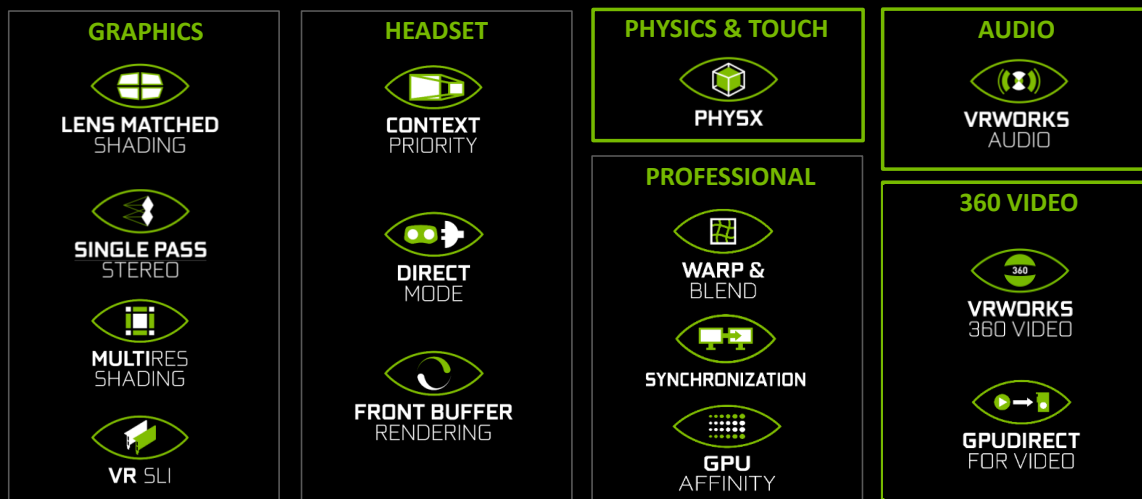 GRAPHICS
LENS MATCHED
SHADING
SINGLE PASS
STEREO
MULTIRES
SHADING
VR SLI
HEADSET
CONTEXT
PRIORITY
DIRECT
MODE
FRONT BUFFER
RENDERING
PHYSICS & TOUCH
PHYSX
PROFESSIONAL
WARP &
BLEND
SYNCHRONIZATION
GPU
AFFINITY
AUDIO
VRWORKS
AUDIO
360 VIDEO
360
VRWORKS
360 VIDEO
GPUDIRECT
FOR VIDEO